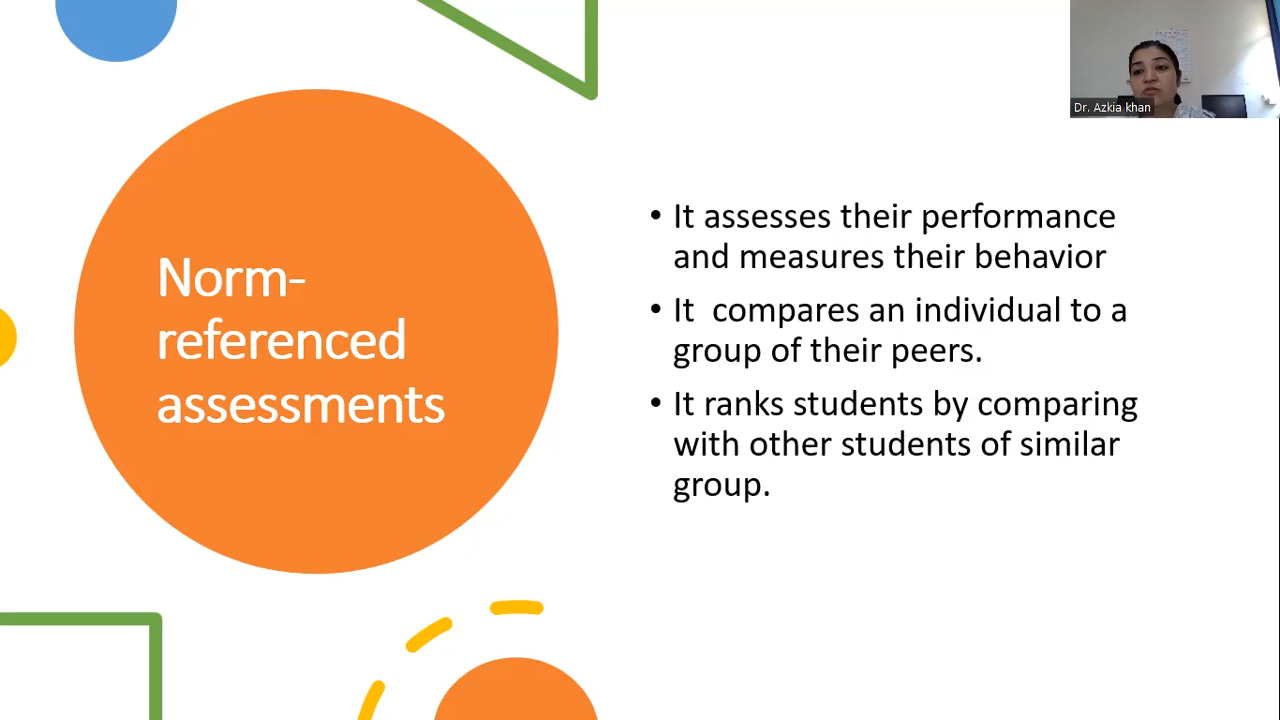 Dr. Azkia khan
Norm-
referenced
assessments
• It assesses their performance
and measures their behavior
• It  compares an individual to a
group of their peers.
• It ranks students by comparing
with other students of similar
group.